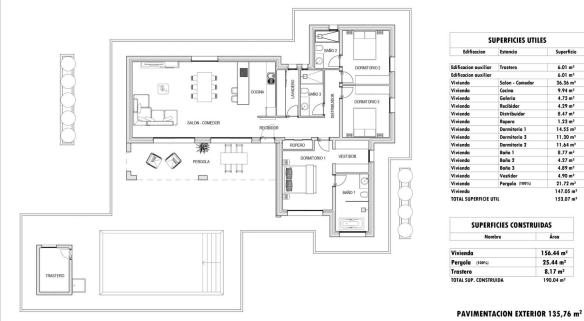 BAÑO 2
DORMITORIO 2
COCINA
LAVADERO
BAÑO 3
DISTRIBUIDOR
DORMITORIO 3
SALON - COMEDOR
RECIBIDOR
ROPERO
PERGOLA
DORMITORIO 1
VESTIDOR
BAÑO 1
TRASTERO
SUPERFICIES UTILES
Edificacion Estancia Superficie
Edificacion auxiliar Trastero 6.01 m²
Edificacion auxiliar 6.01 m²
Vivienda Salon - Comedor 36.36 m²
Vivienda Cocina 9.94 m²
Vivienda Galeria 4.73 m²
Vivienda Recibidor 4.29 m²
Vivienda Distribuidor 8.47 m²
Vivienda Ropero 1.22 m²
Vivienda Dormitorio 1 14.55 m²
Vivienda Dormitorio 3 11.30 m²
Vivienda Dormitorio 2 11.64 m²
Vivienda Baño 1 8.77 m²
Vivienda Baño 2 4.27 m²
Vivienda Baño 3 4.89 m²
Vivienda Vestidor 4.90 m²
Vivienda Pergola (100%) 21.72 m²
Vivienda 147.05 m²
TOTAL SUPERFICIE UTIL 153.07 m²
SUPERFICIES CONSTRUIDAS
Nombre Área
Vivienda 156.44 m²
Pergola (100%) 25.44 m²
Trastero 8.17 m²
TOTAL SUP. CONSTRUIDA 190.04 m²
PAVIMENTACION EXTERIOR 135,76 m²